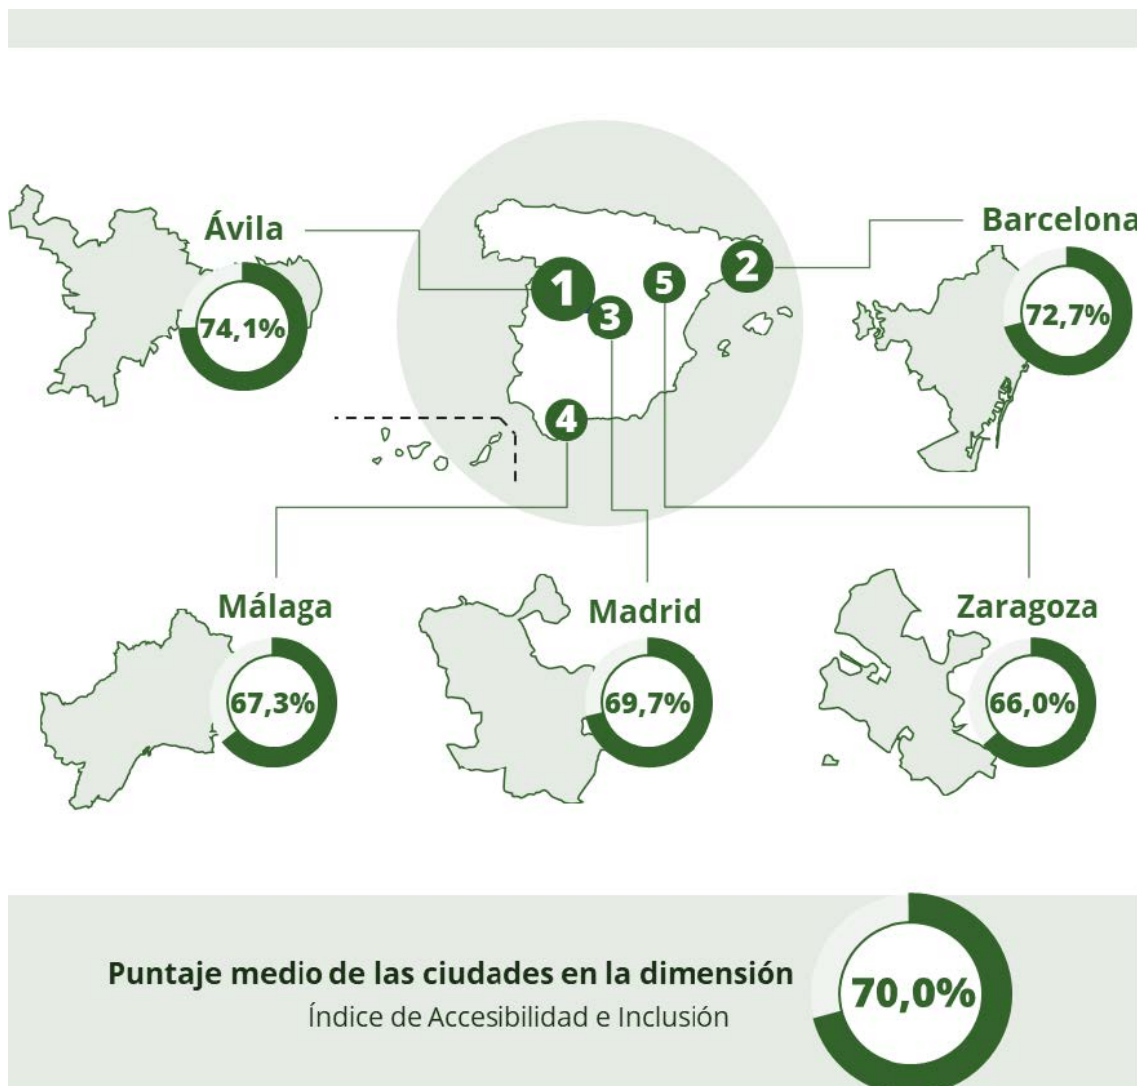 Ávila
74,1%
Barcelona
72,7%
1
2
3
4
5
Málaga
67,3%
Madrid
69,7%
Zaragoza
66,0%
Puntaje medio de las ciudades en la dimensión
Índice de Accesibilidad e Inclusión
70,0%